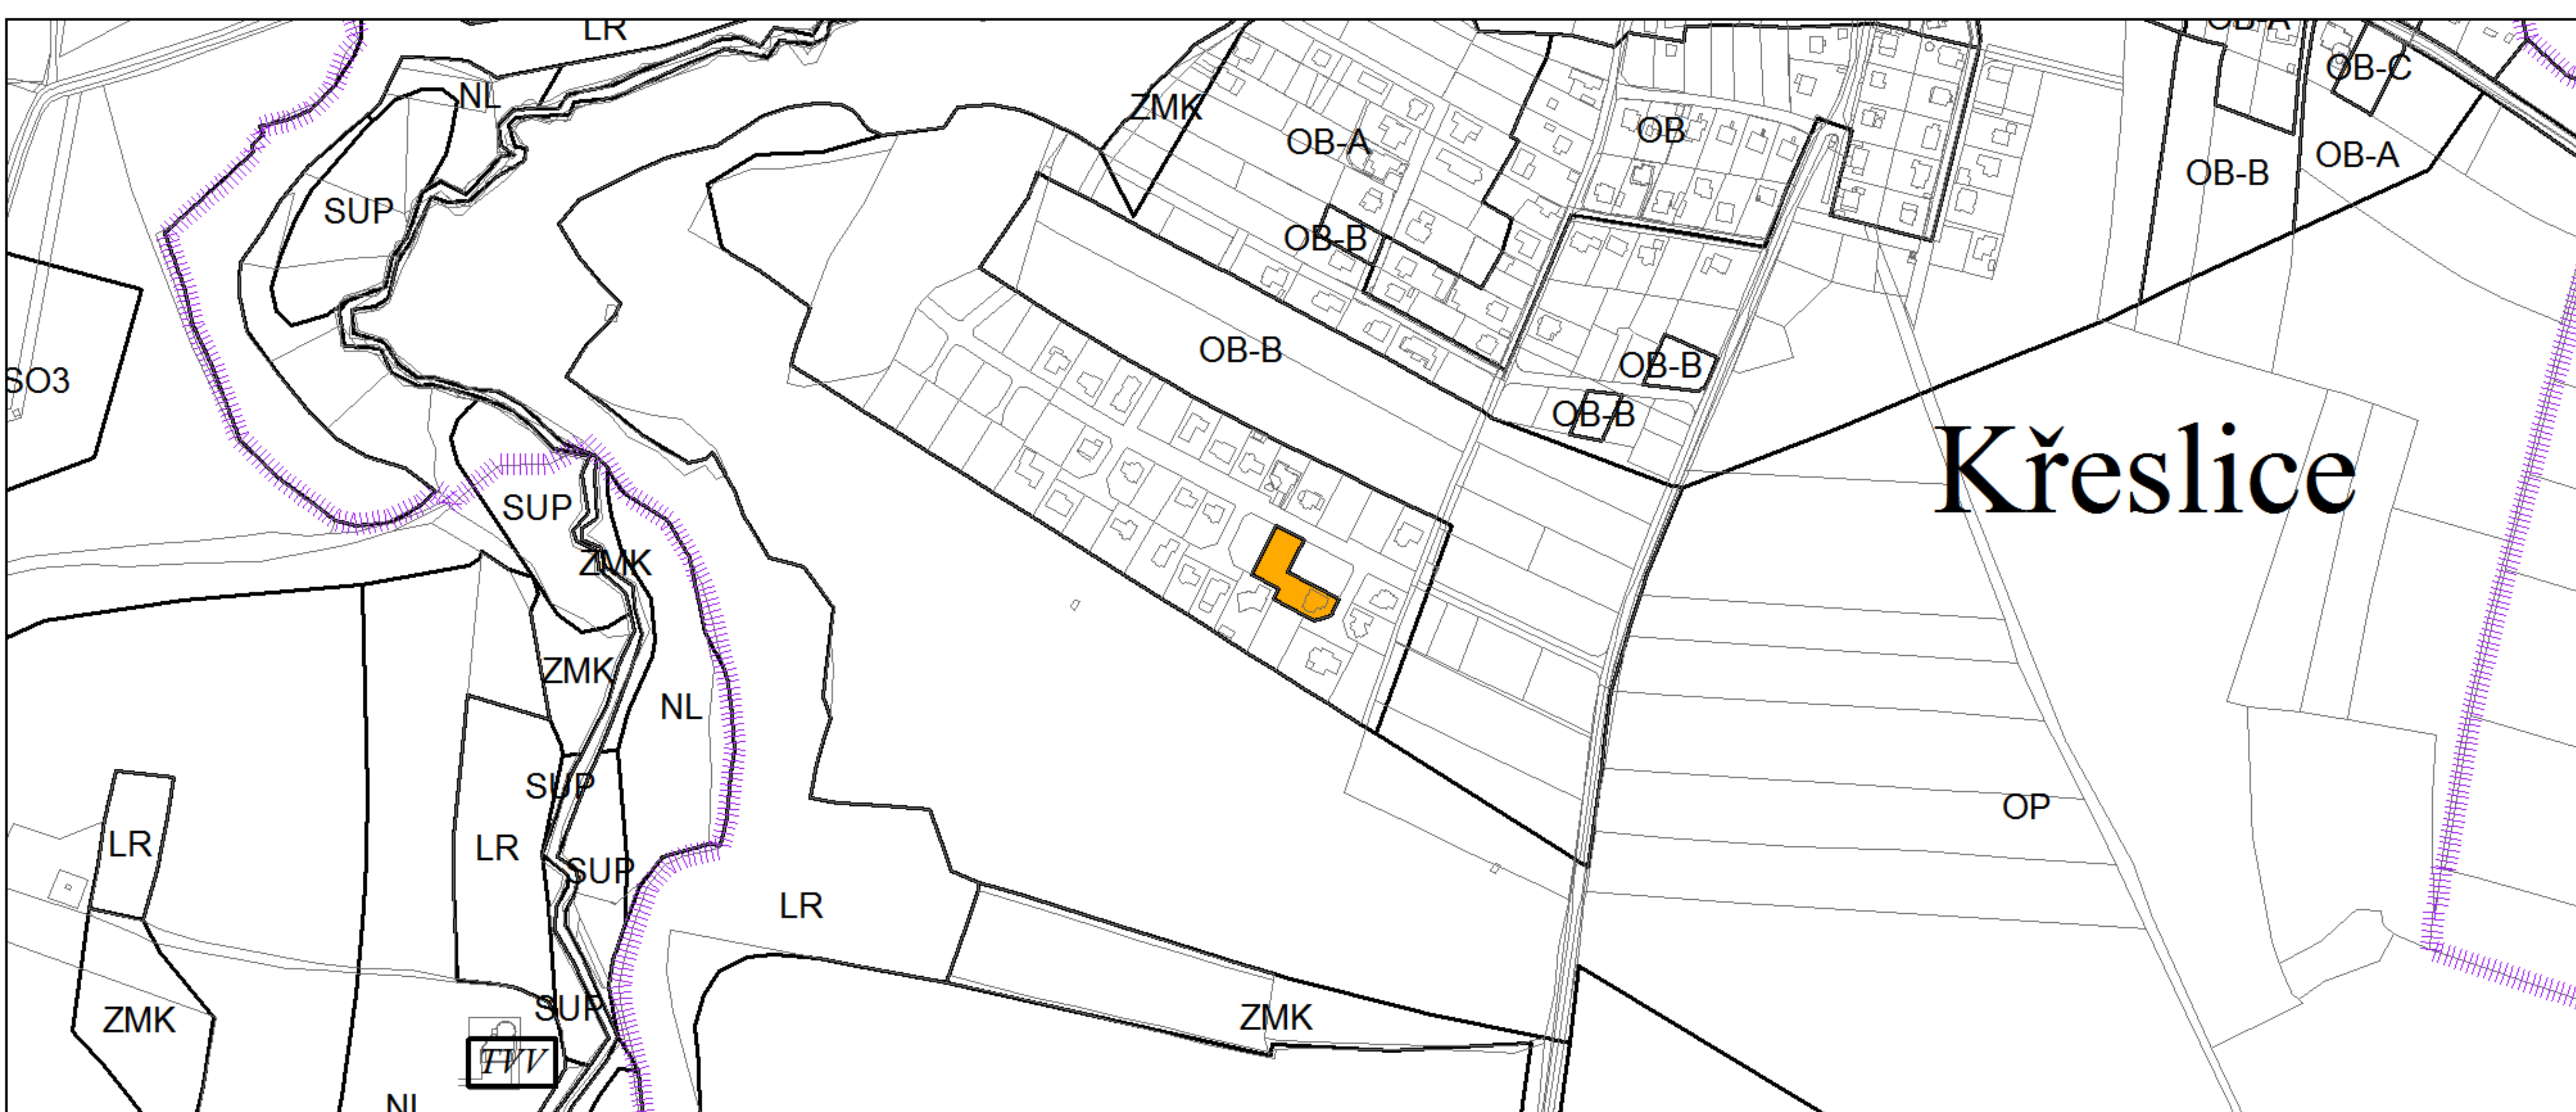 OB-A
LR
OB-C
NL
ZMK
OB
OB-A
OB-A
OB-B
SUP
OB-B
OB-B
OB-B
SO3
OB-B
Křeslice
SUP
ZMK
ZMK
NL
SUP
OP
LR
LR
SUP
LR
SUP
ZMK
ZMK
TVV
NL